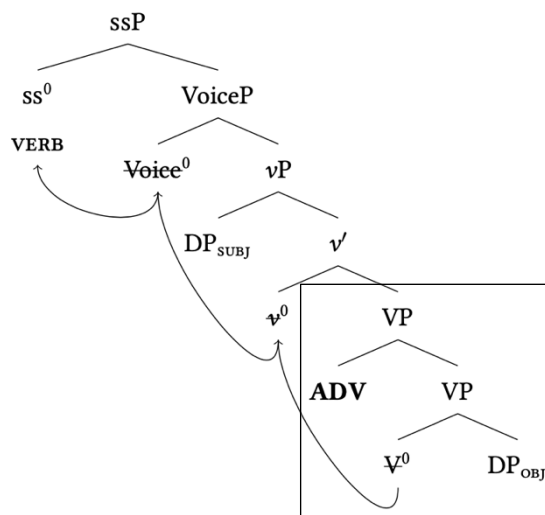 ssP
ss⁰ VoiceP
VERB Voice⁰ vP
DP_SUBJ v′
v⁰ VP
ADV VP
V⁰ DP_OBJ